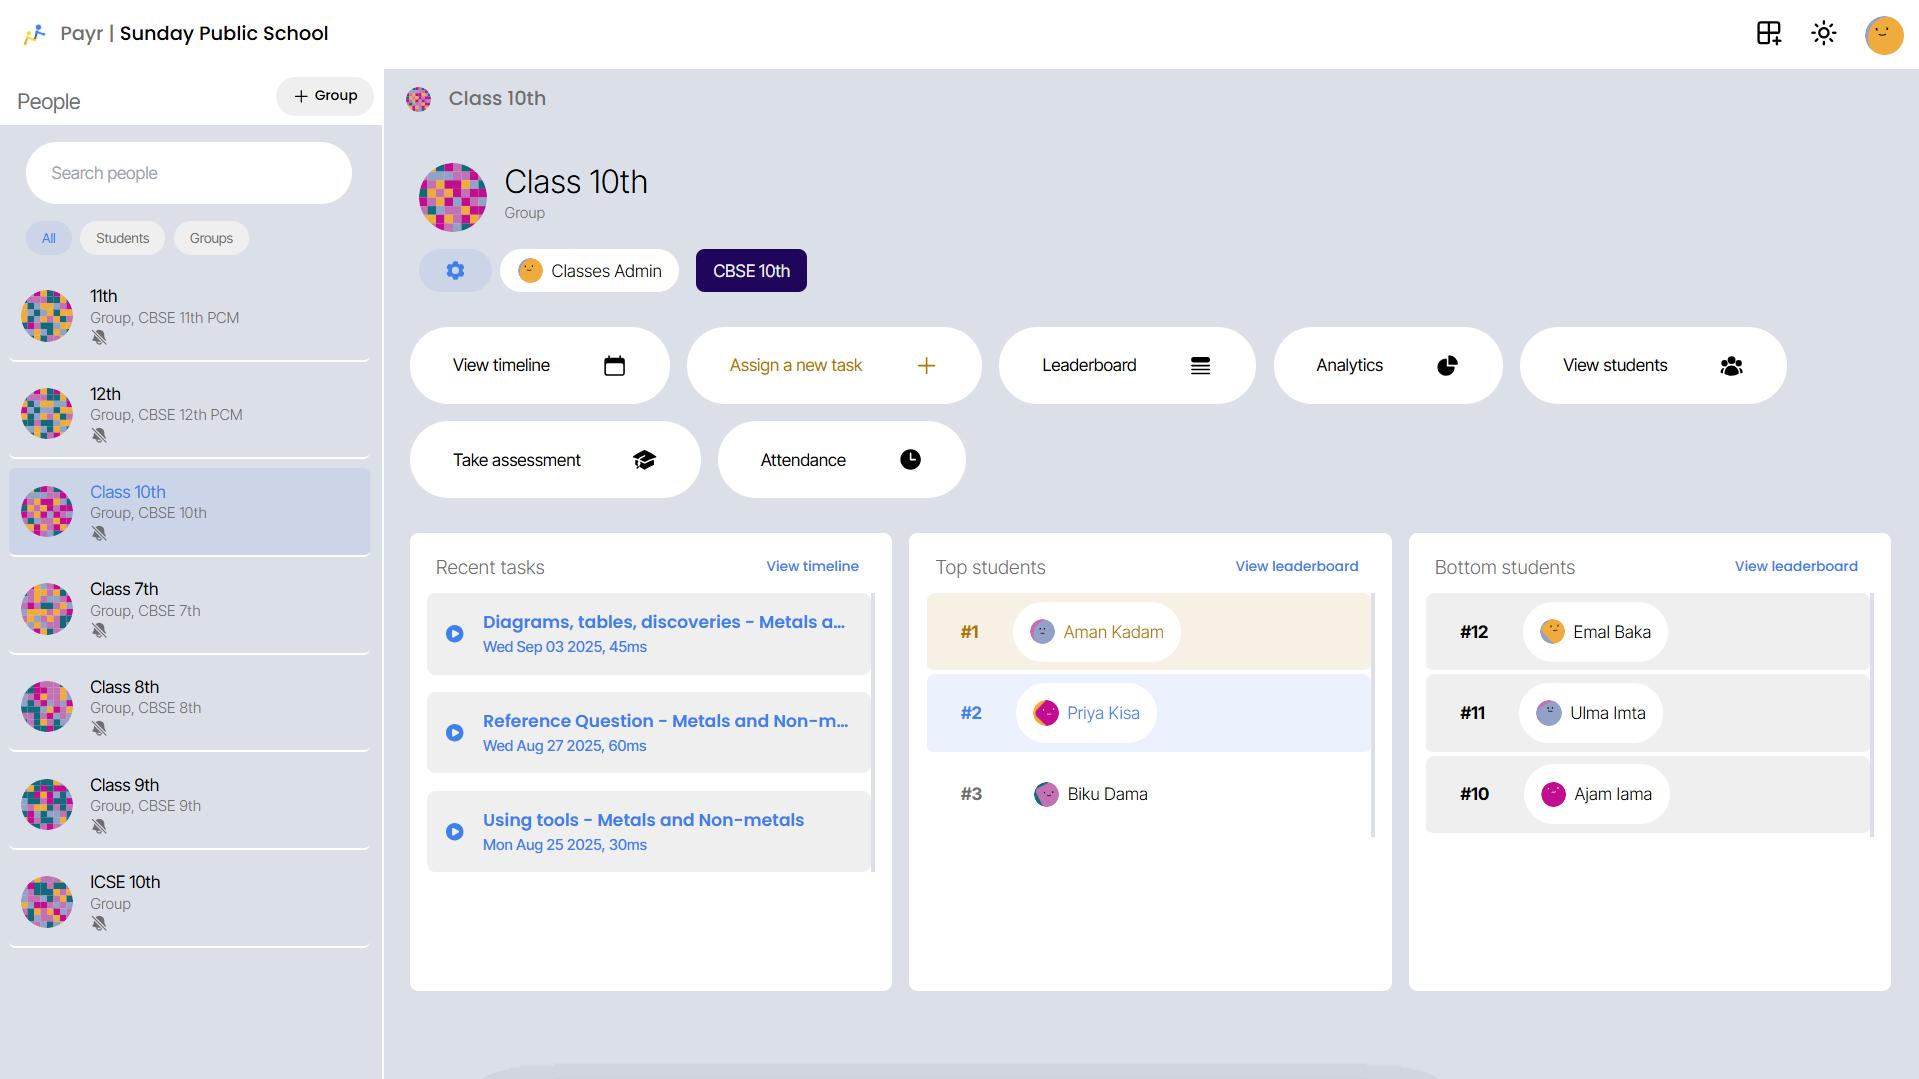 Payr | Sunday Public School
People
Group
Search people
All
Students
Groups
11th
Group, CBSE 11th PCM
12th
Group, CBSE 12th PCM
Class 10th
Group, CBSE 10th
Class 7th
Group, CBSE 7th
Class 8th
Group, CBSE 8th
Class 9th
Group, CBSE 9th
ICSE 10th
Group
Class 10th
Class 10th
Group
Classes Admin
CBSE 10th
View timeline
Assign a new task
Leaderboard
Analytics
View students
Take assessment
Attendance
Recent tasks
View timeline
Diagrams, tables, discoveries - Metals a...
Wed Sep 03 2025, 45ms
Reference Question - Metals and Non-m...
Wed Aug 27 2025, 60ms
Using tools - Metals and Non-metals
Mon Aug 25 2025, 30ms
Top students
View leaderboard
#1 Aman Kadam
#2 Priya Kisa
#3 Biku Dama
Bottom students
View leaderboard
#12 Emal Baka
#11 Ulma Imta
#10 Ajam Iama